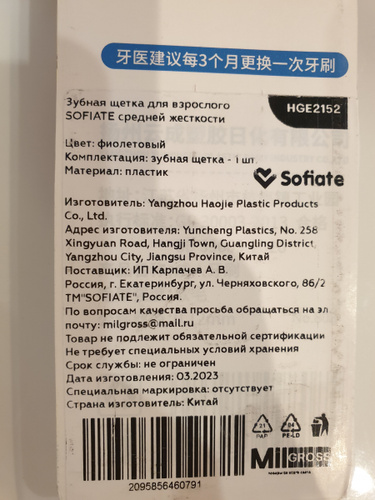 牙医建议每3个月更换一次牙刷
HGE2152
Зубная щетка для взрослого
SOFIATE средней жесткости
Цвет: фиолетовый
Комплектация: зубная щетка - 1 шт.
Материал: пластик
Sofiate
Изготовитель: Yangzhou Haojie Plastic Products
Co., Ltd.
Адрес изготовителя: Yuncheng Plastics, No. 258
Xingyuan Road, Hangji Town, Guangling District,
Yangzhou City, Jiangsu Province, Китай
Поставщик: ИП Карпачев А. В.
Россия, г. Екатеринбург, ул. Черняховского, 86/2
ТМ"SOFIATE", Россия.
По вопросам качества просьба обращаться на эл
почту: milgross@mail.ru
Товар не подлежит обязательной сертификации
Не требует специальных условий хранения
Срок службы: не ограничен
Дата изготовления: 03.2023
Специальная маркировка: отсутствует
Страна изготовитель: Китай
21
PAP
04
PE-LD
MilGROSS
2095856460791